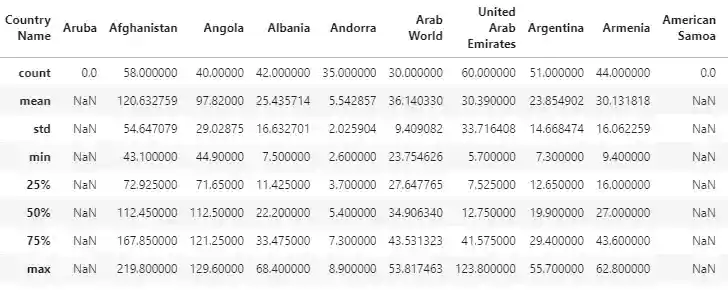 Country Name Aruba Afghanistan Angola Albania Andorra Arab World United Arab Emirates Argentina Armenia American Samoa
count 0.0 58.000000 40.00000 42.000000 35.000000 30.000000 60.000000 51.000000 44.000000 0.0
mean NaN 120.632759 97.82000 25.435714 5.542857 36.140330 30.390000 23.854902 30.131818 NaN
std NaN 54.647079 29.02875 16.632701 2.025904 9.409082 33.716408 14.668474 16.062259 NaN
min NaN 43.100000 44.90000 7.500000 2.600000 23.754626 5.700000 7.300000 9.400000 NaN
25% NaN 72.925000 71.65000 11.425000 3.700000 27.647765 7.525000 12.650000 16.000000 NaN
50% NaN 112.450000 112.50000 22.200000 5.400000 34.906340 12.750000 19.900000 27.000000 NaN
75% NaN 167.850000 121.25000 33.475000 7.300000 43.531323 41.575000 29.400000 43.600000 NaN
max NaN 219.800000 129.60000 68.400000 8.900000 53.817463 123.800000 55.700000 62.800000 NaN